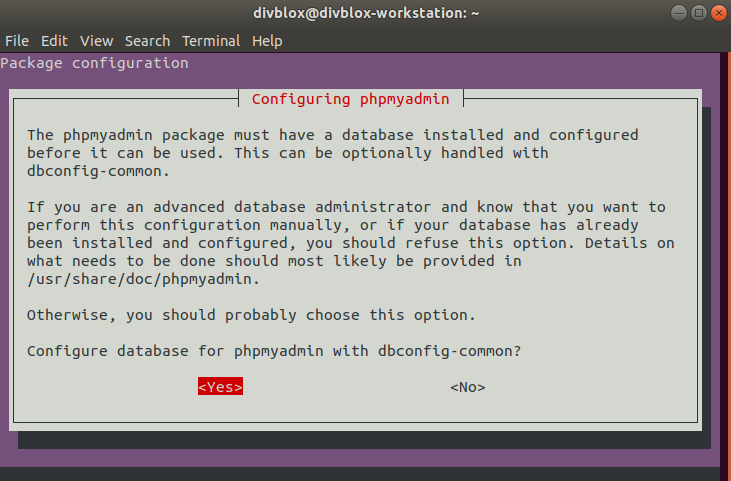 divblox@divblox-workstation: ~
File Edit View Search Terminal Help
Package configuration
Configuring phpmyadmin
The phpmyadmin package must have a database installed and configured
before it can be used. This can be optionally handled with
dbconfig-common.
If you are an advanced database administrator and know that you want to
perform this configuration manually, or if your database has already
been installed and configured, you should refuse this option. Details on
what needs to be done should most likely be provided in
/usr/share/doc/phpmyadmin.
Otherwise, you should probably choose this option.
Configure database for phpmyadmin with dbconfig-common?
<Yes> <No>